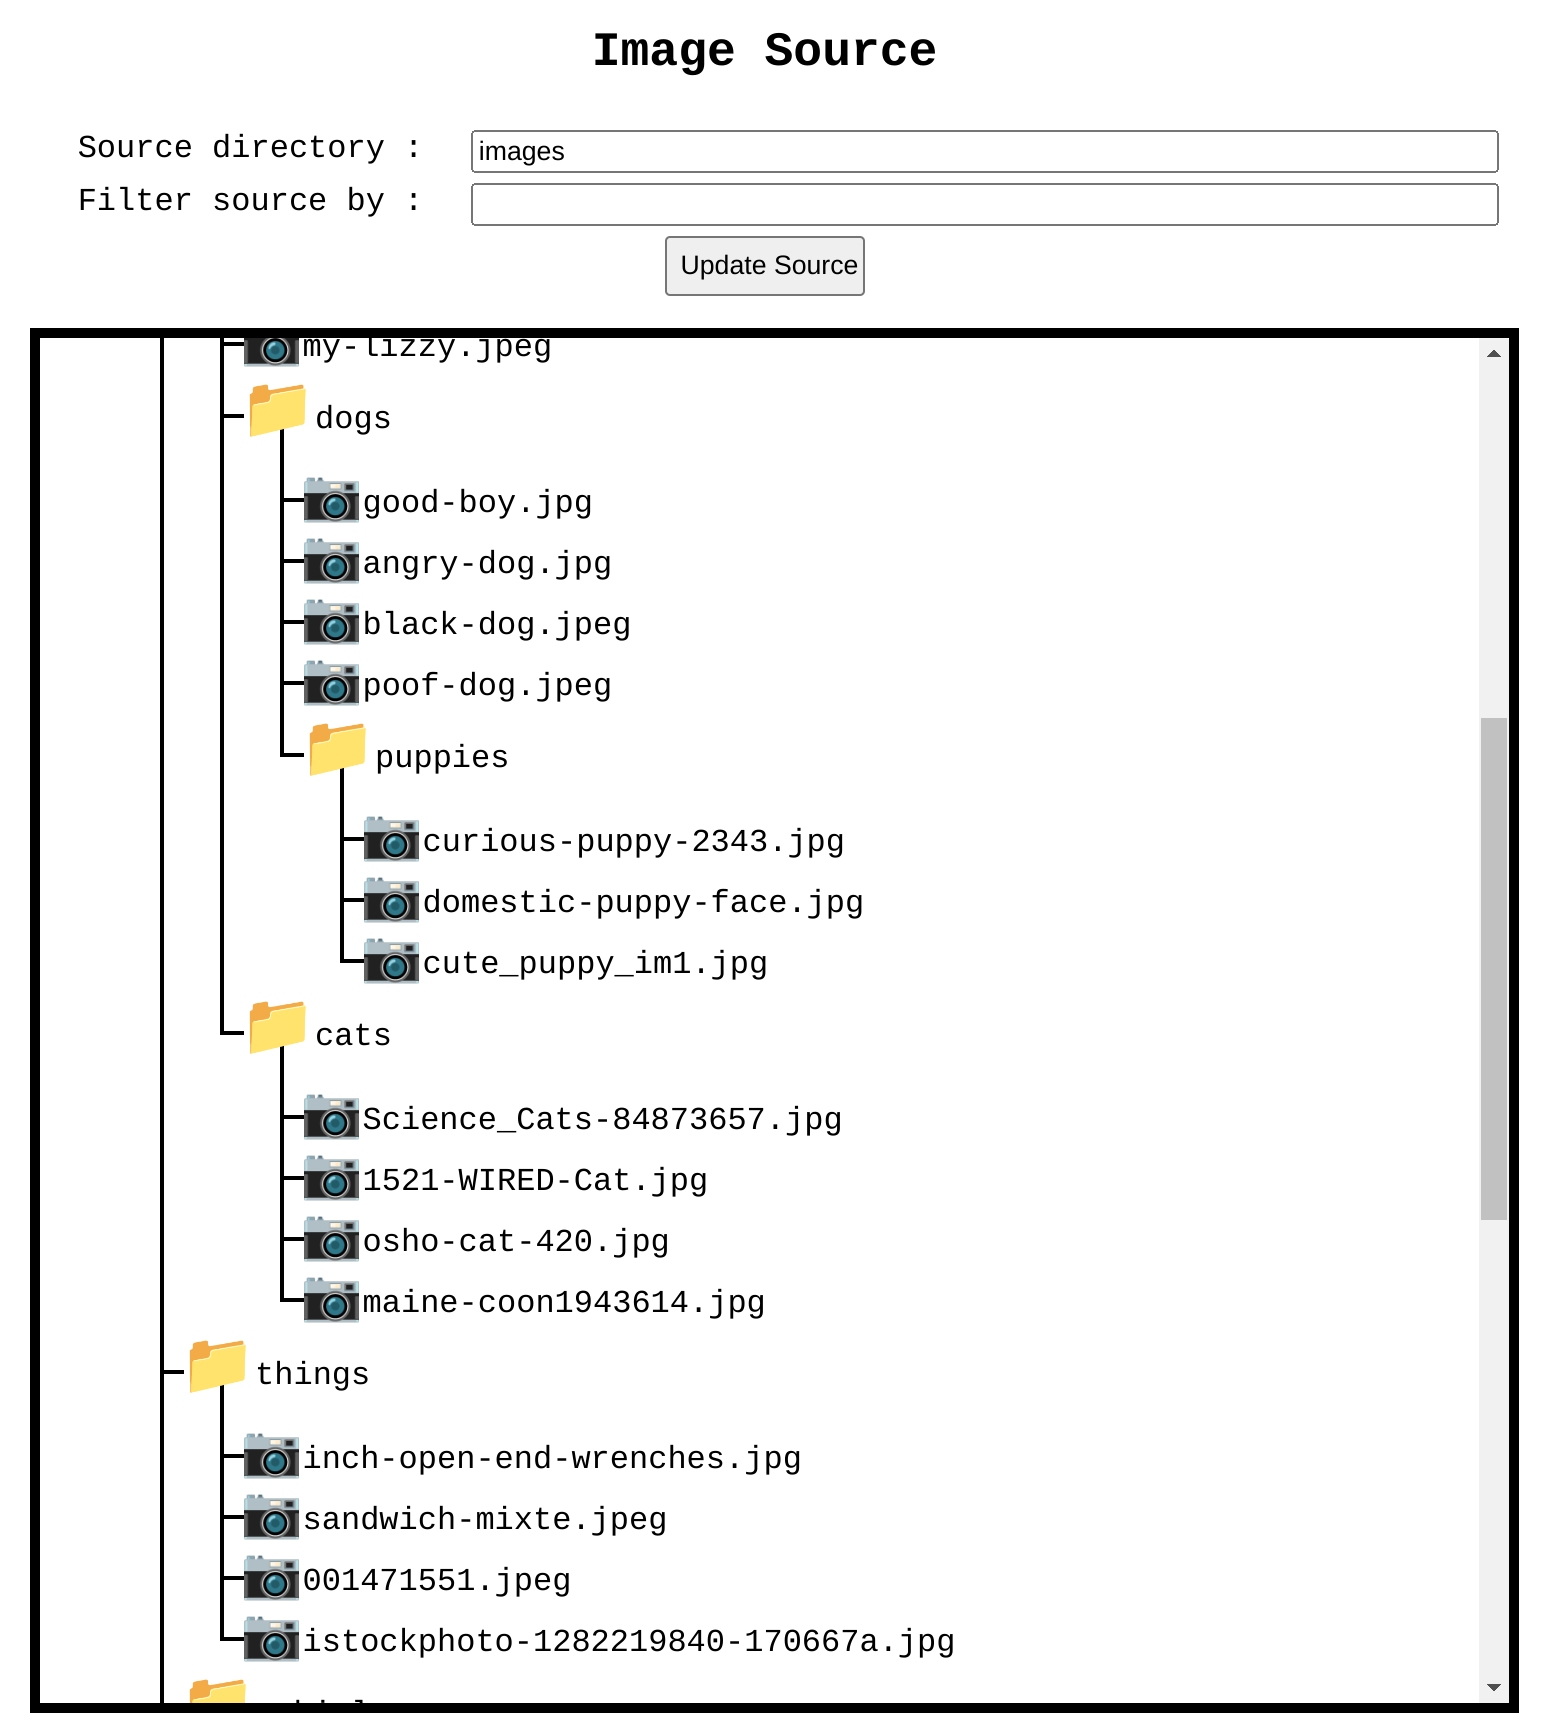 Image Source
Source directory :
images
Filter source by :
Update Source
my-lizzy.jpeg
dogs
good-boy.jpg
angry-dog.jpg
black-dog.jpeg
poof-dog.jpeg
puppies
curious-puppy-2343.jpg
domestic-puppy-face.jpg
cute_puppy_im1.jpg
cats
Science_Cats-84873657.jpg
1521-WIRED-Cat.jpg
osho-cat-420.jpg
maine-coon1943614.jpg
things
inch-open-end-wrenches.jpg
sandwich-mixte.jpeg
001471551.jpeg
istockphoto-1282219840-170667a.jpg